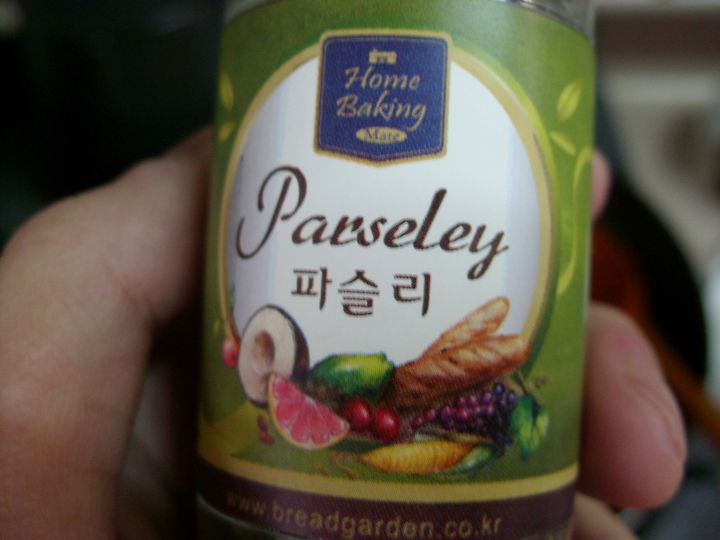 Home
Baking
Mate
Parseley
파슬리
www.breadgarden.co.kr